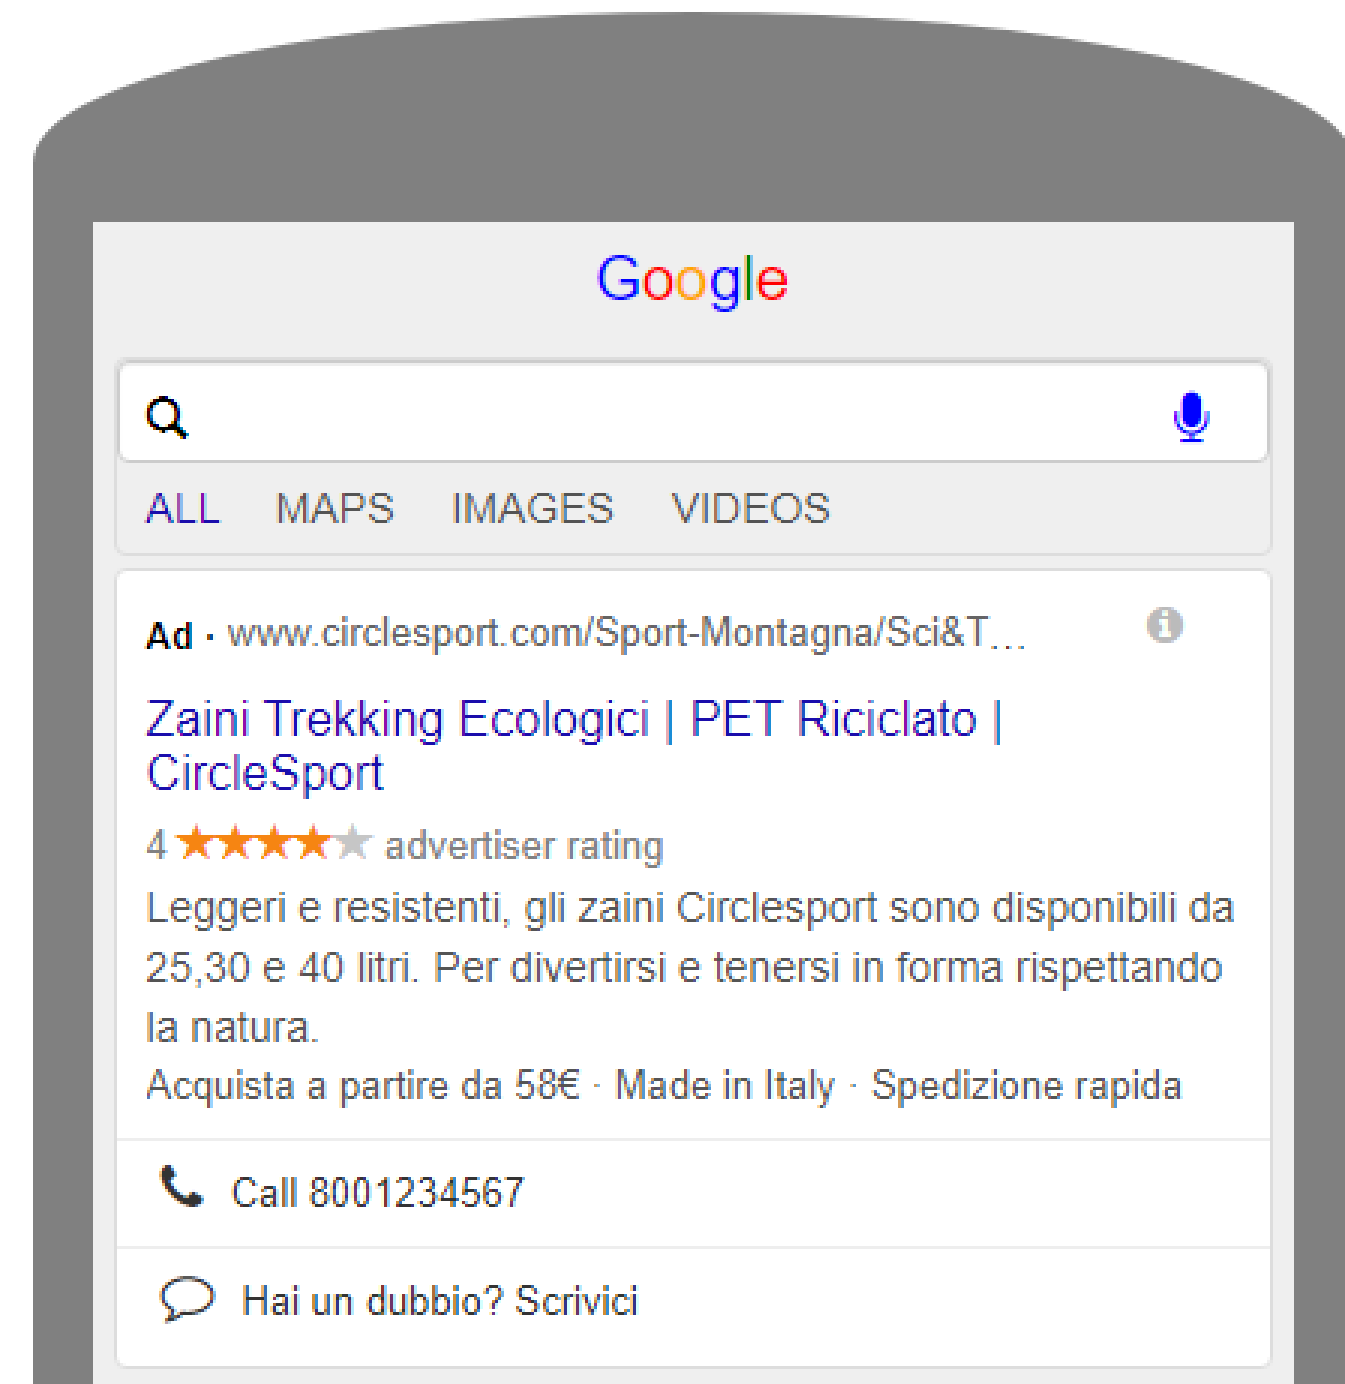 Google
ALL MAPS IMAGES VIDEOS
Ad · www.circlesport.com/Sport-Montagna/Sci&T...
Zaini Trekking Ecologici | PET Riciclato |
CircleSport
4 ★★★★★ advertiser rating
Leggeri e resistenti, gli zaini Circlesport sono disponibili da
25,30 e 40 litri. Per divertirsi e tenersi in forma rispettando
la natura.
Acquista a partire da 58€ · Made in Italy · Spedizione rapida
Call 8001234567
Hai un dubbio? Scrivici